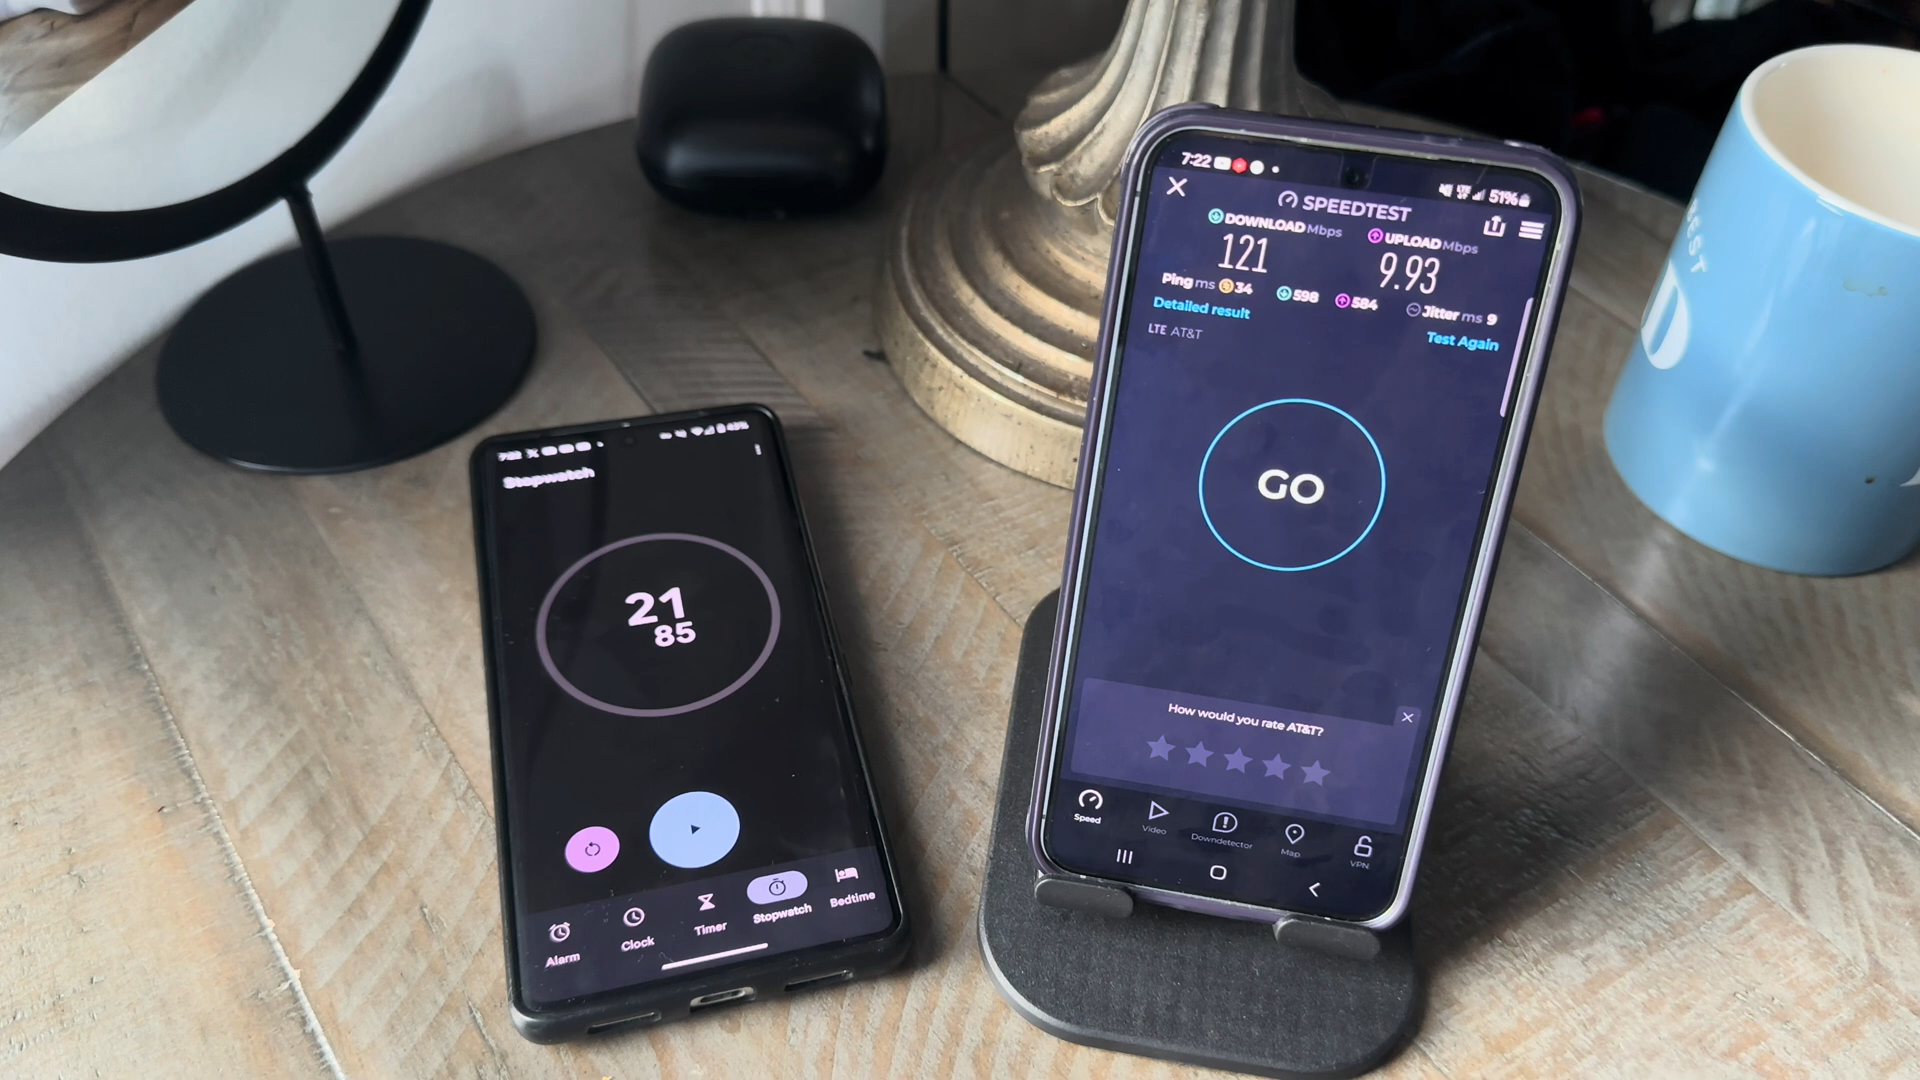 7:22
Stopwatch
21
85
Alarm
Clock
Timer
Stopwatch
Bedtime
7:22
51%
SPEEDTEST
DOWNLOAD Mbps
UPLOAD Mbps
121
9.93
Ping ms 34
598
584
Jitter ms 9
Detailed result
Test Again
LTE AT&T
GO
How would you rate AT&T?
Speed
Video
Downdetector
Map
VPN